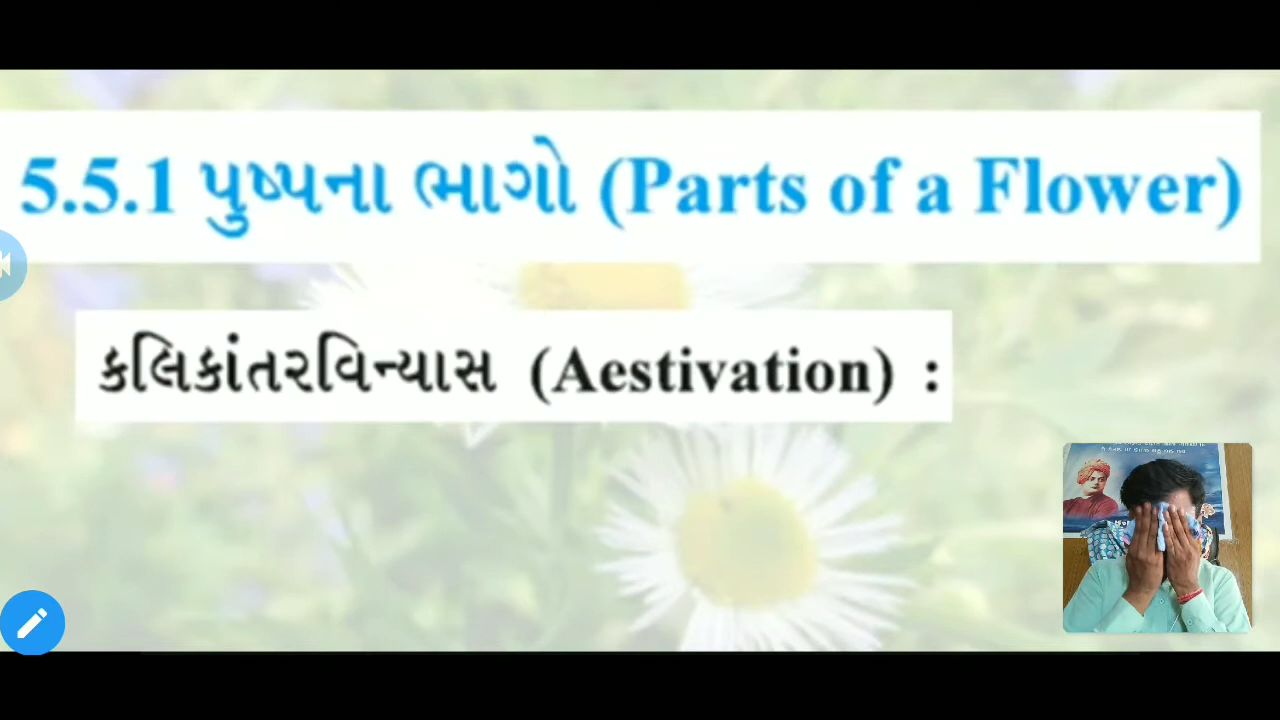 5.5.1 પુષ્પના ભાગો (Parts of a Flower)
કલિકાંતરવિન્યાસ (Aestivation) :